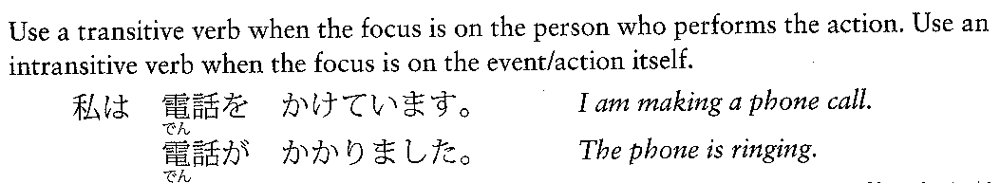 Use a transitive verb when the focus is on the person who performs the action. Use an
intransitive verb when the focus is on the event/action itself.
私は 電話を かけています。 I am making a phone call.
でん
電話が かかりました。 The phone is ringing.
でん